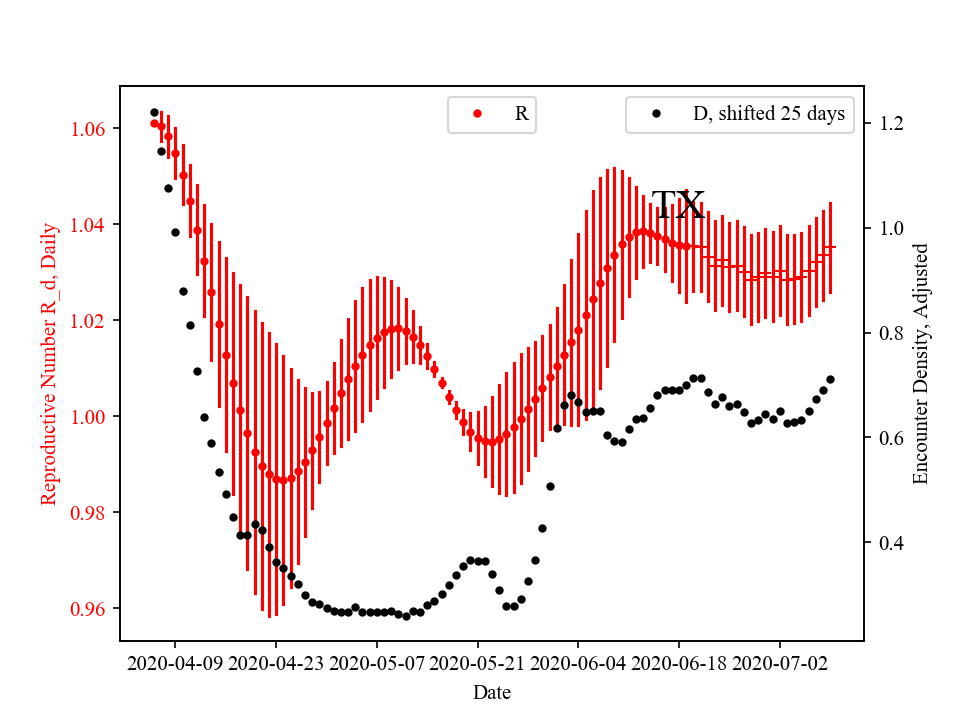 R
D, shifted 25 days
TX
Reproductive Number R_d, Daily
1.06
1.04
1.02
1.00
0.98
0.96
1.2
1.0
0.8
0.6
0.4
Encounter Density, Adjusted
2020-04-09 2020-04-23 2020-05-07 2020-05-21 2020-06-04 2020-06-18 2020-07-02
Date